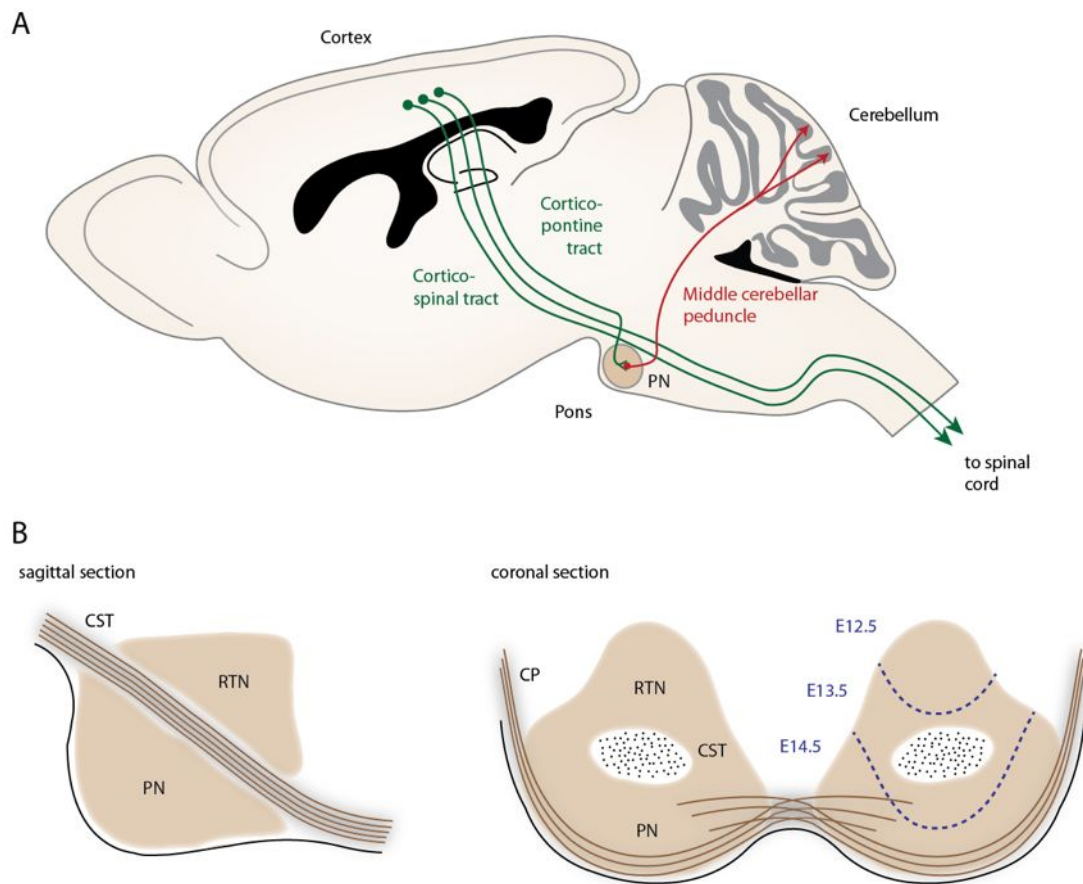 A
Cortex
Cerebellum
Cortico-
pontine
tract
Cortico-
spinal tract
Middle cerebellar
peduncle
PN
Pons
to spinal
cord
B
sagittal section
coronal section
CST
RTN
PN
E12.5
CP
RTN
E13.5
CST
E14.5
PN